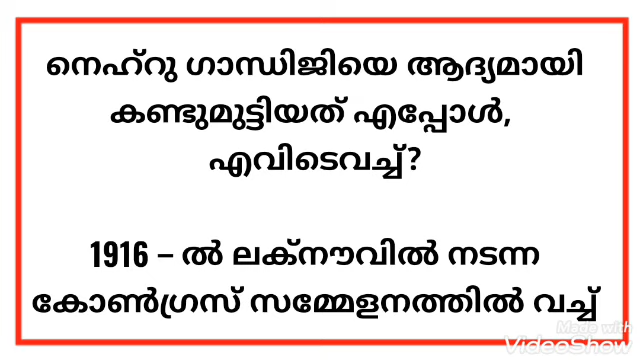 നെഹ്റു ഗാന്ധിജിയെ ആദ്യമായി
കണ്ടുമുട്ടിയത് എപ്പോൾ,
എവിടെവച്ച്?
1916 – ൽ ലക്നൗവിൽ നടന്ന
കോൺഗ്രസ് സമ്മേളനത്തിൽ വച്ച്
Made with
VideoShow